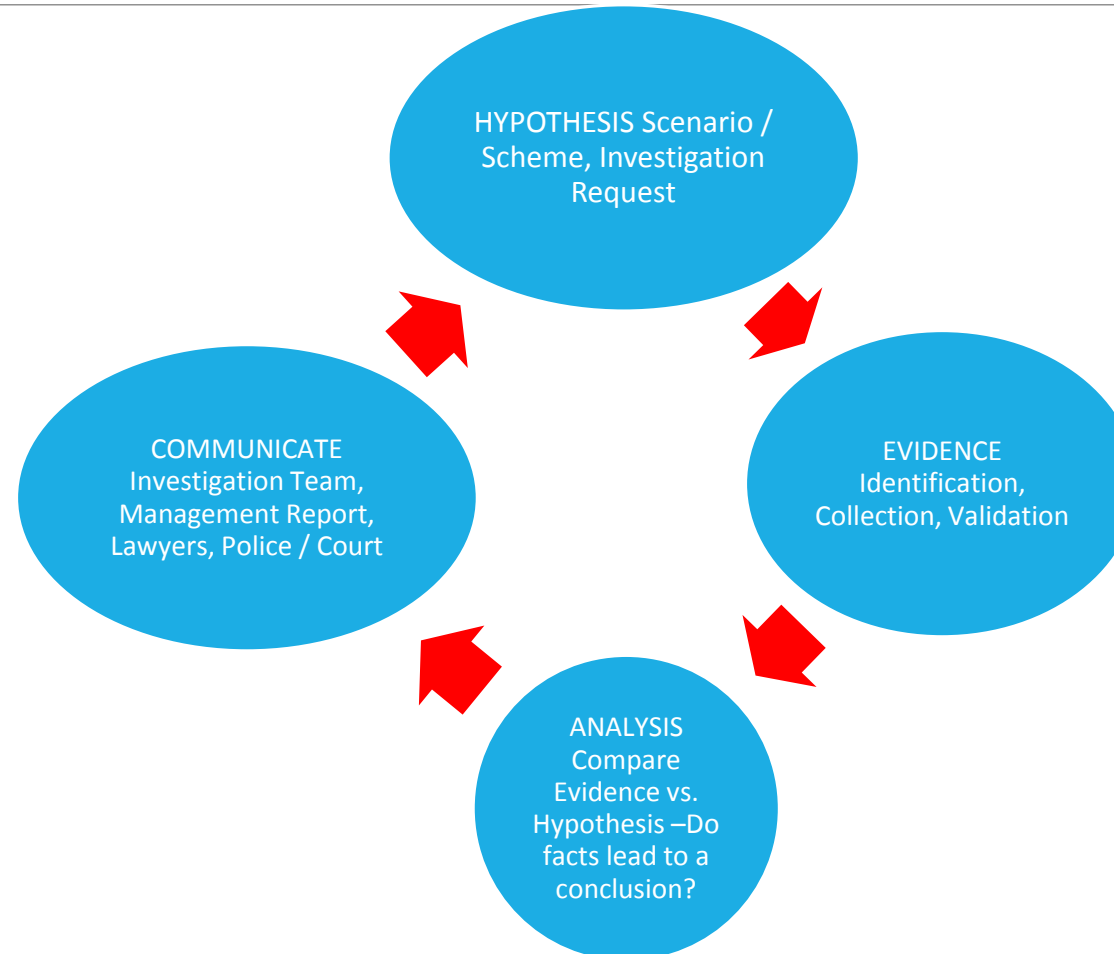 HYPOTHESIS Scenario /
Scheme, Investigation
Request
EVIDENCE
Identification,
Collection, Validation
ANALYSIS
Compare
Evidence vs.
Hypothesis –Do
facts lead to a
conclusion?
COMMUNICATE
Investigation Team,
Management Report,
Lawyers, Police / Court